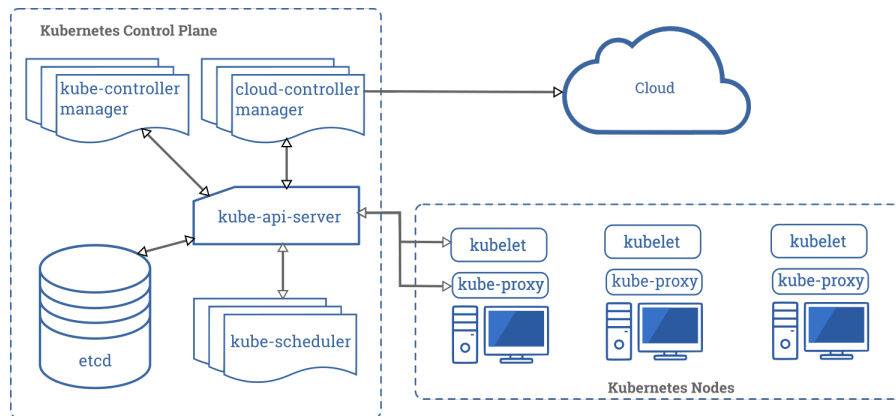 Kubernetes Control Plane
kube-controller
manager
cloud-controller
manager
Cloud
kube-api-server
kubelet
kubelet
kubelet
kube-proxy
kube-proxy
kube-proxy
etcd
kube-scheduler
Kubernetes Nodes